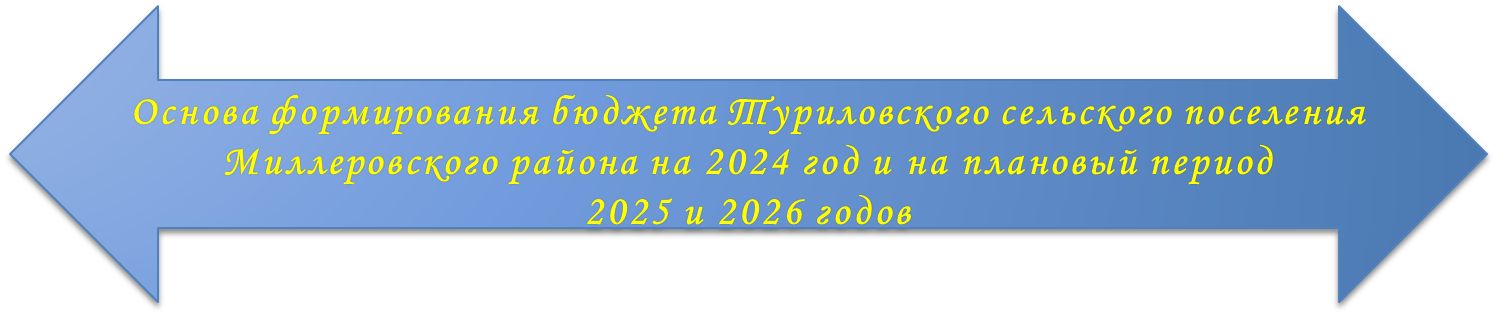 Основа формирования бюджета Туриловского сельского поселения
Миллеровского района на 2024 год и на плановый период
2025 и 2026 годов